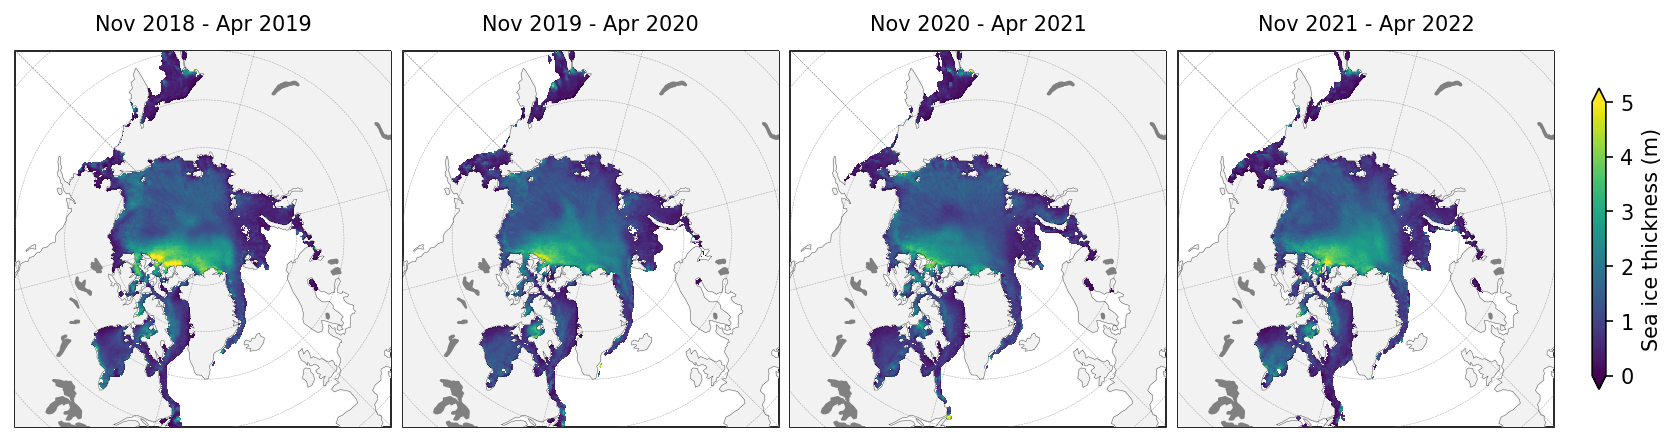 Nov 2018 - Apr 2019
Nov 2019 - Apr 2020
Nov 2020 - Apr 2021
Nov 2021 - Apr 2022
5
4
3
2
1
0
Sea ice thickness (m)